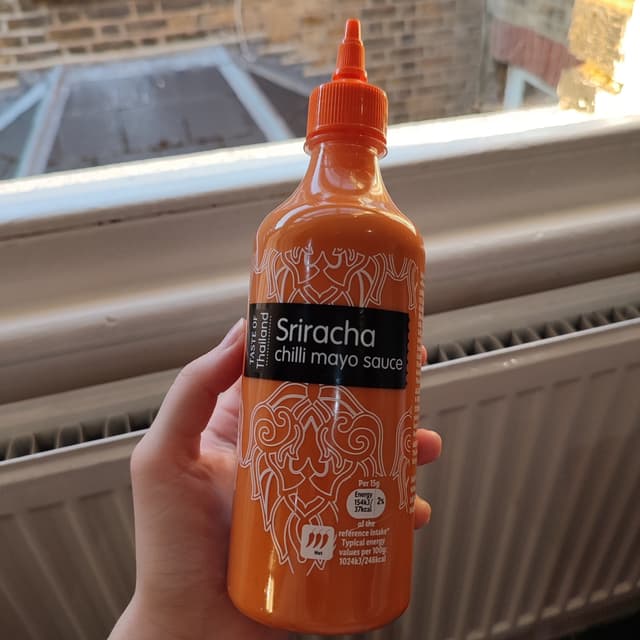 TASTE OF
Thailand
Sriracha
chilli mayo sauce
Per 15g
Energy
154kJ/
37kcal
2%
of the
reference intake*
Typical energy
values per 100g:
1024kJ/246kcal
Hot